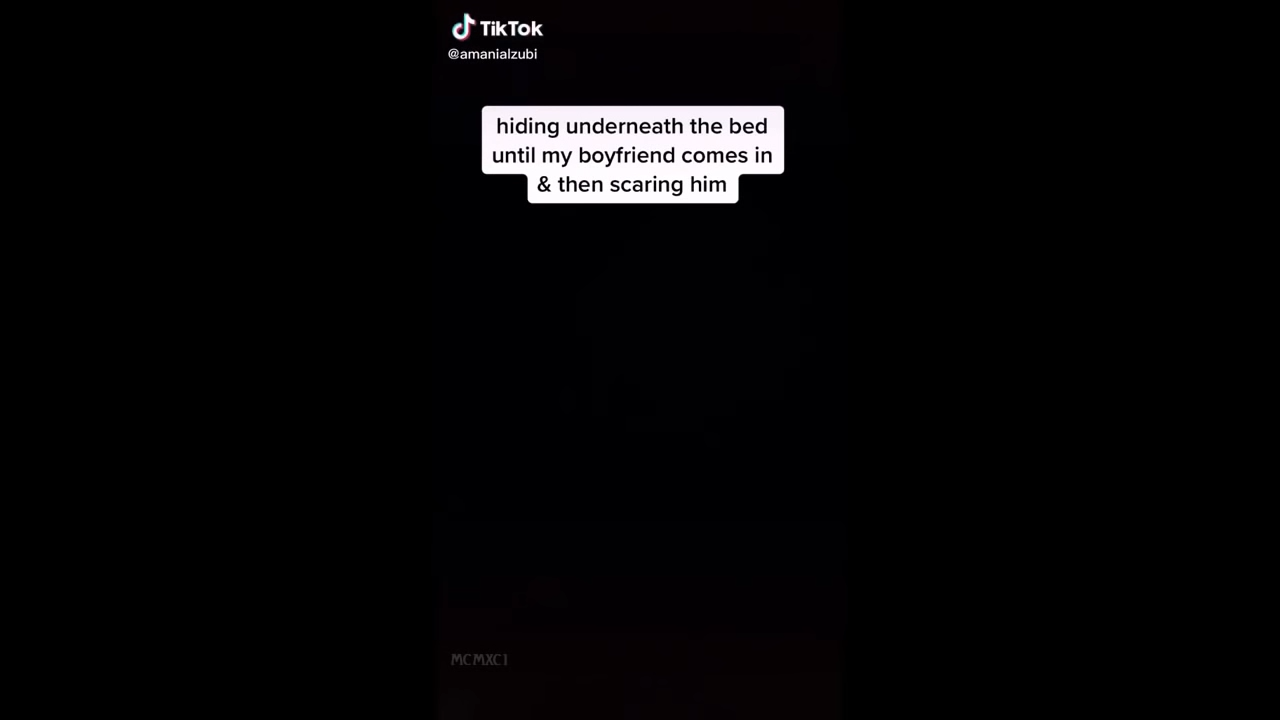 TikTok
@amanialzubi
hiding underneath the bed
until my boyfriend comes in
& then scaring him
MCMXCI